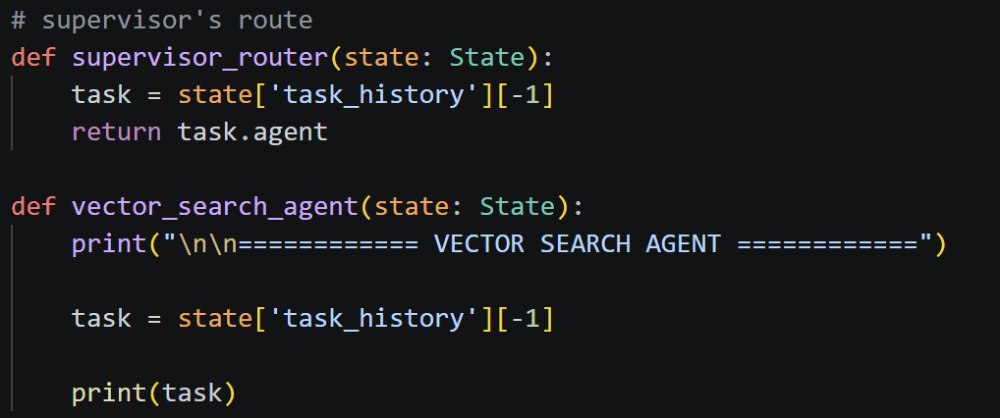 # supervisor's route
def supervisor_router(state: State):
    task = state['task_history'][-1]
    return task.agent
def vector_search_agent(state: State):
    print("\n\n============ VECTOR SEARCH AGENT ============")
    task = state['task_history'][-1]
    print(task)